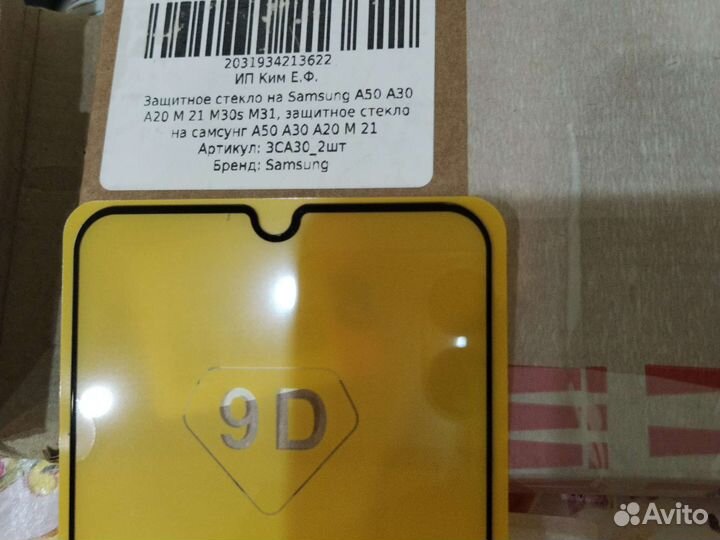 2031934213622
ИП Ким Е.Ф.
Защитное стекло на Samsung A50 A30
A20 M 21 M30s M31, защитное стекло
на самсунг A50 A30 A20 M 21
Артикул: 3CA30_2шт
Бренд: Samsung
9D
Avito